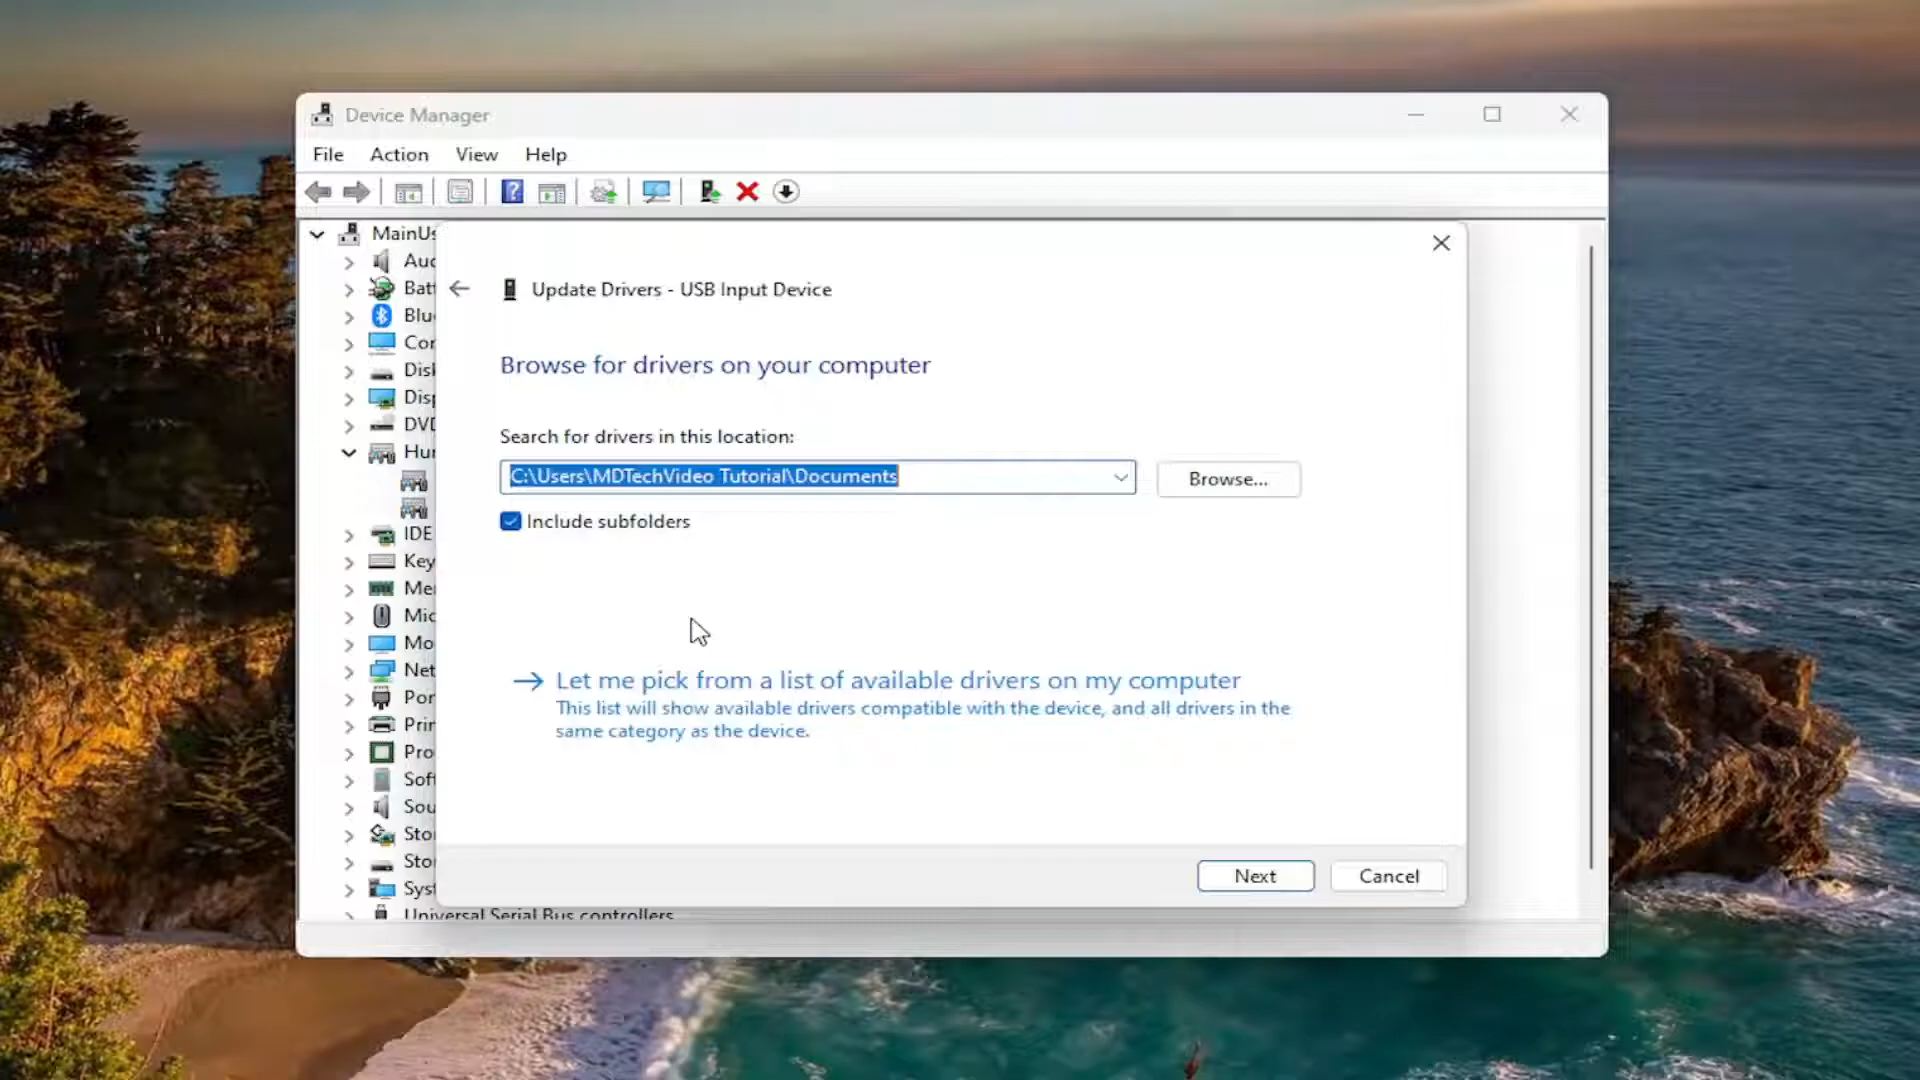 Device Manager
File Action View Help
MainUs
Aud
Batt
Update Drivers - USB Input Device
Blu
Cor
Browse for drivers on your computer
Disk
Disp
DVD
Search for drivers in this location:
Hur
C:\Users\MDTechVideo Tutorial\Documents
Browse...
Include subfolders
IDE
Key
Mer
Mic
Mo
Net
Let me pick from a list of available drivers on my computer
This list will show available drivers compatible with the device, and all drivers in the
same category as the device.
Por
Prin
Pro
Soft
Sou
Sto
Sto
Syst
Next
Cancel
Universal Serial Bus controllers